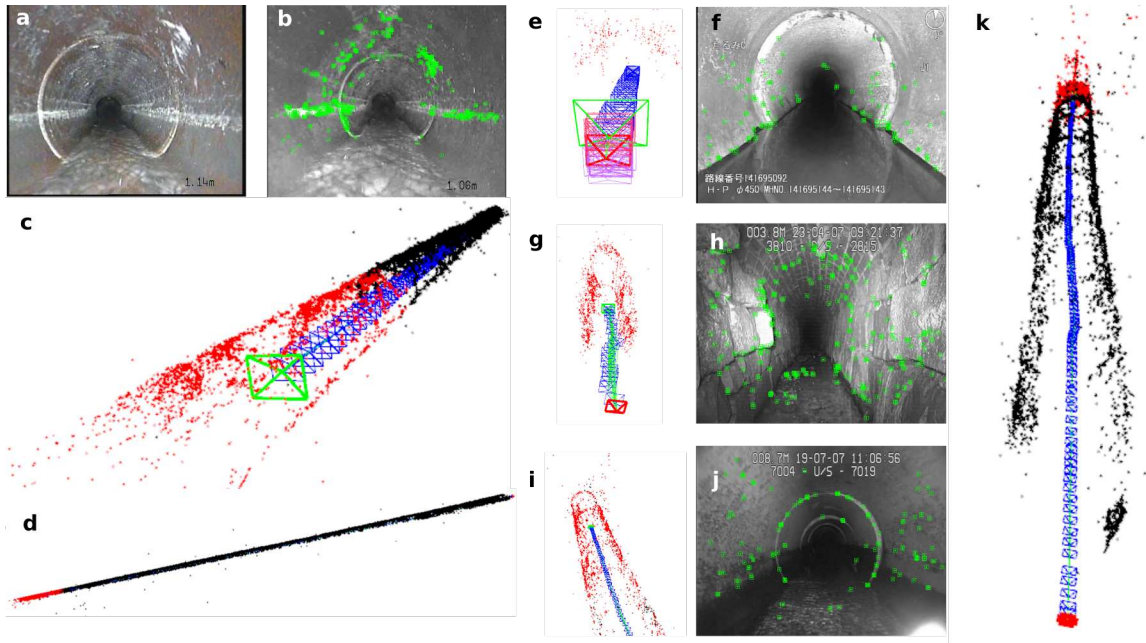 a
1.14m
b
1.06m
c
d
e
f
路線番号141695092
H-P φ450 MHNO.141695144～141695143
g
h
003.8M 23-04-07 09 21 37
i
j
008.7M 19-07-07 11:06:56
7004 - U/S - 7019
k